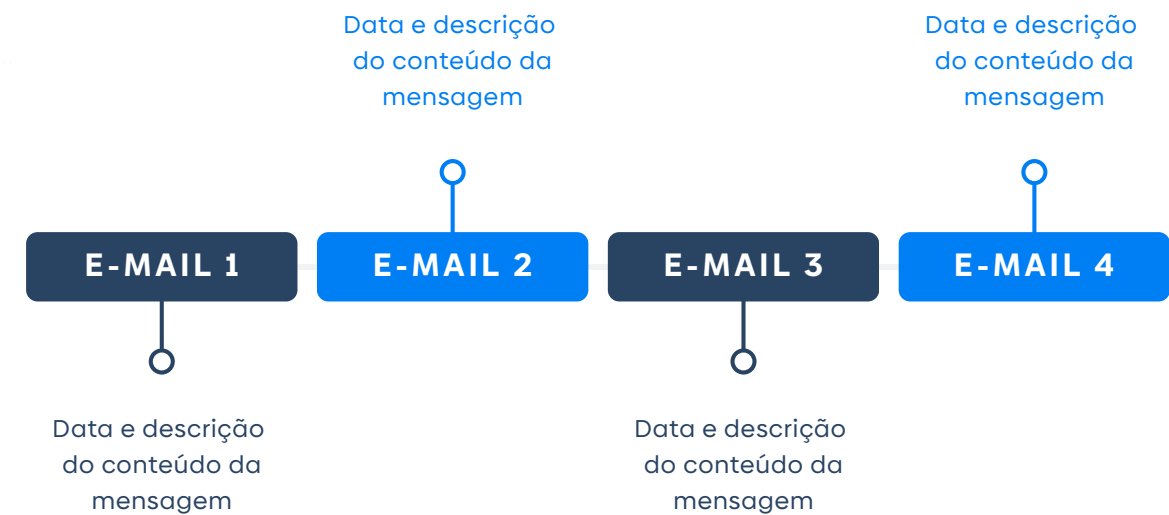 Data e descrição
do conteúdo da
mensagem
Data e descrição
do conteúdo da
mensagem
E-MAIL 1
E-MAIL 2
E-MAIL 3
E-MAIL 4
Data e descrição
do conteúdo da
mensagem
Data e descrição
do conteúdo da
mensagem